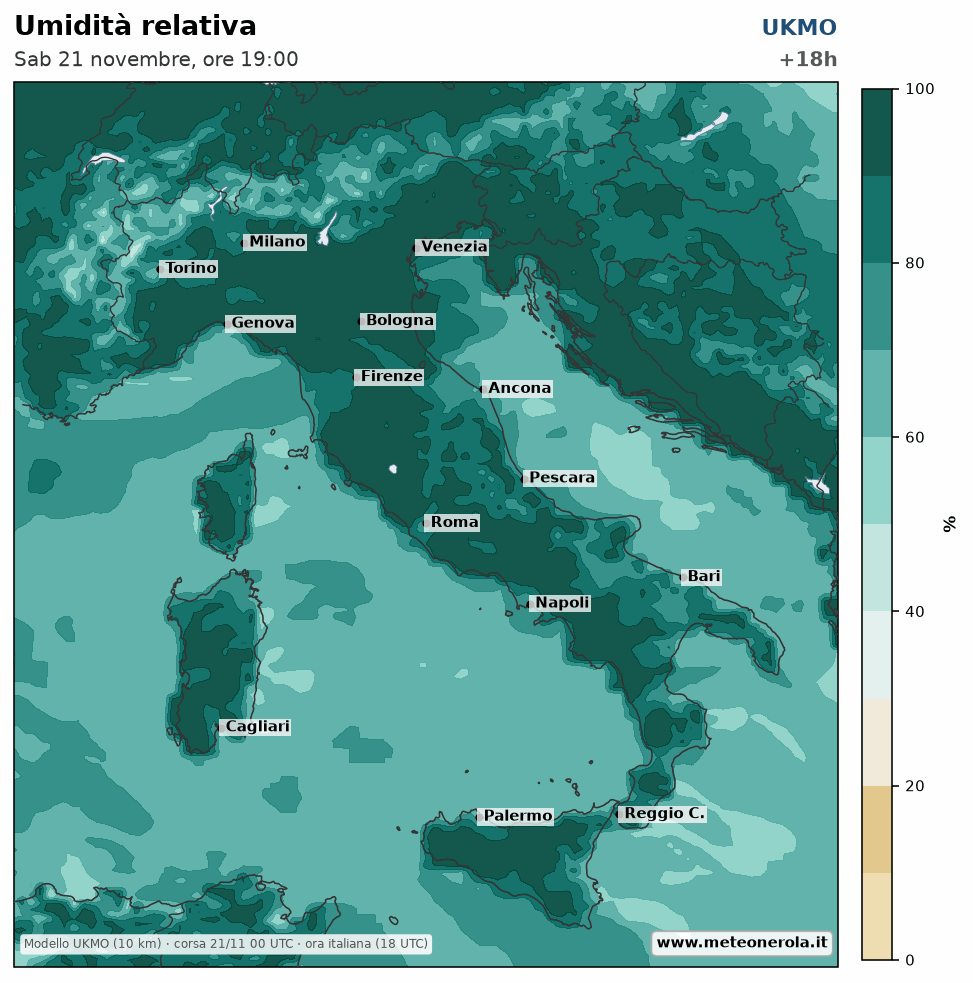 Umidità relativa
UKMO
Sab 21 novembre, ore 19:00
+18h
100
80
60
40
20
0
%
Milano
Venezia
Torino
Genova
Bologna
Firenze
Ancona
Pescara
Roma
Bari
Napoli
Cagliari
Palermo
Reggio C.
Modello UKMO (10 km) · corsa 21/11 00 UTC · ora italiana (18 UTC)
www.meteonerola.it